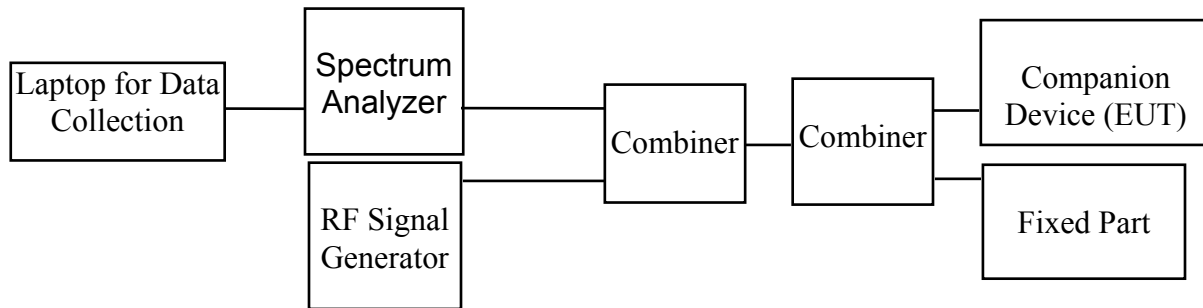 Laptop for Data
Collection
Spectrum
Analyzer
RF Signal
Generator
Combiner
Combiner
Companion
Device (EUT)
Fixed Part